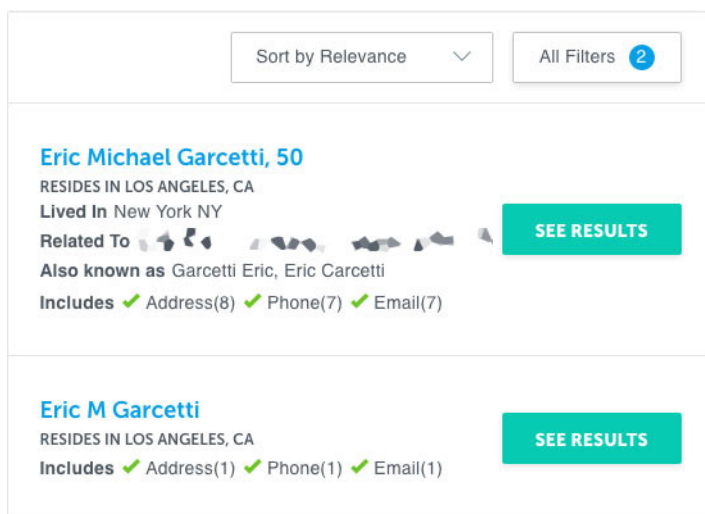 Sort by Relevance All Filters 2
Eric Michael Garcetti, 50
RESIDES IN LOS ANGELES, CA
Lived In New York NY
SEE RESULTS
Related To
Also known as Garcetti Eric, Eric Carcetti
Includes Address(8) Phone(7) Email(7)
Eric M Garcetti
RESIDES IN LOS ANGELES, CA
SEE RESULTS
Includes Address(1) Phone(1) Email(1)